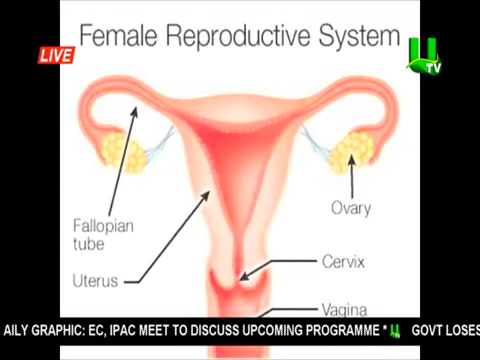 Female Reproductive System
LIVE
U
TV
Fallopian
tube
Ovary
Uterus
Cervix
Vagina
AILY GRAPHIC: EC, IPAC MEET TO DISCUSS UPCOMING PROGRAMME * U GOVT LOSES